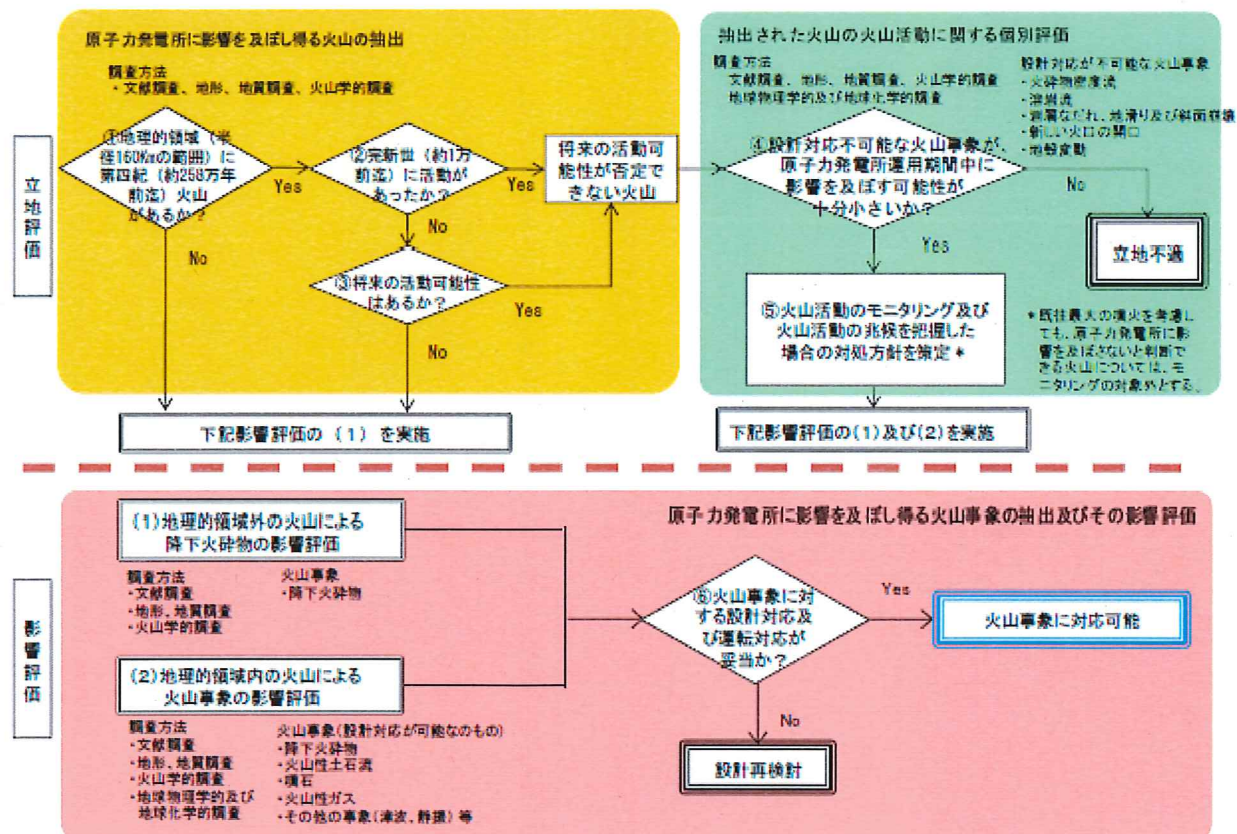 原子力発電所に影響を及ぼし得る火山の抽出
調査方法
・文献調査、地形、地質調査、火山学的調査
①地理的領域（半
径160Kmの範囲）に
第四紀（約258万年
前迄）火山
があるか？
Yes
No
②完新世（約1万
前迄）に活動が
あったか？
Yes
No
③将来の活動可能性
はあるか？
Yes
No
将来の活動可
能性が否定で
きない火山
立地評価
下記影響評価の（1）を実施
抽出された火山の火山活動に関する個別評価
調査方法
文献調査、地形、地質調査、火山学的調査
地球物理学的及び地球化学的調査
設計対応が不可能な火山事象
・火砕物密度流
・溶岩流
・岩屑なだれ、地滑り及び斜面崩壊
・新しい火口の開口
・地殻変動
④設計対応不可能な火山事象が、
原子力発電所運用期間中に
影響を及ぼす可能性が
十分小さいか？
No
Yes
立地不適
⑤火山活動のモニタリング及び
火山活動の兆候を把握した
場合の対処方針を策定＊
＊既往最大の噴火を考慮し
ても、原子力発電所に影
響を及ぼさないと判断で
きる火山については、モ
ニタリングの対象外とする。
下記影響評価の(1)及び(2)を実施
影響評価
原子力発電所に影響を及ぼし得る火山事象の抽出及びその影響評価
(1)地理的領域外の火山による
降下火砕物の影響評価
調査方法
・文献調査
・地形、地質調査
・火山学的調査
火山事象
・降下火砕物
(2)地理的領域内の火山による
火山事象の影響評価
調査方法
・文献調査
・地形、地質調査
・火山学的調査
・地球物理学的及び
地球化学的調査
火山事象(設計対応が可能なのもの)
・降下火砕物
・火山性土石流
・噴石
・火山性ガス
・その他の事象(津波、静振)等
⑥火山事象に対
する設計対応及
び運転対応が
妥当か？
Yes
火山事象に対応可能
No
設計再検討